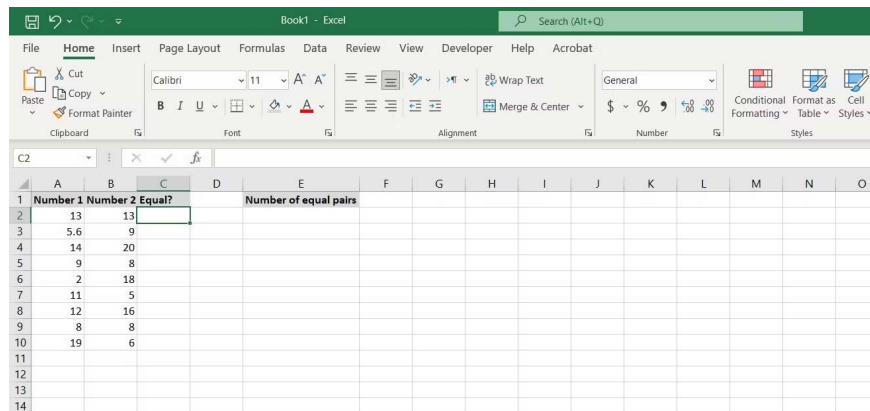 Book1 - Excel
Search (Alt+Q)
File Home Insert Page Layout Formulas Data Review View Developer Help Acrobat
Paste
Cut
Copy
Format Painter
Clipboard
Calibri 11 A^ A˅
B I U A
Font
ab Wrap Text
Merge & Center
Alignment
General
$ % 9 .00 .00
Number
Conditional Formatting
Format as Table
Cell Styles
Styles
C2 fx
A B C D E F G H I J K L M N O
1 Number 1 Number 2 Equal? Number of equal pairs
2 13 13
3 5.6 9
4 14 20
5 9 8
6 2 18
7 11 5
8 12 16
9 8 8
10 19 6
11
12
13
14